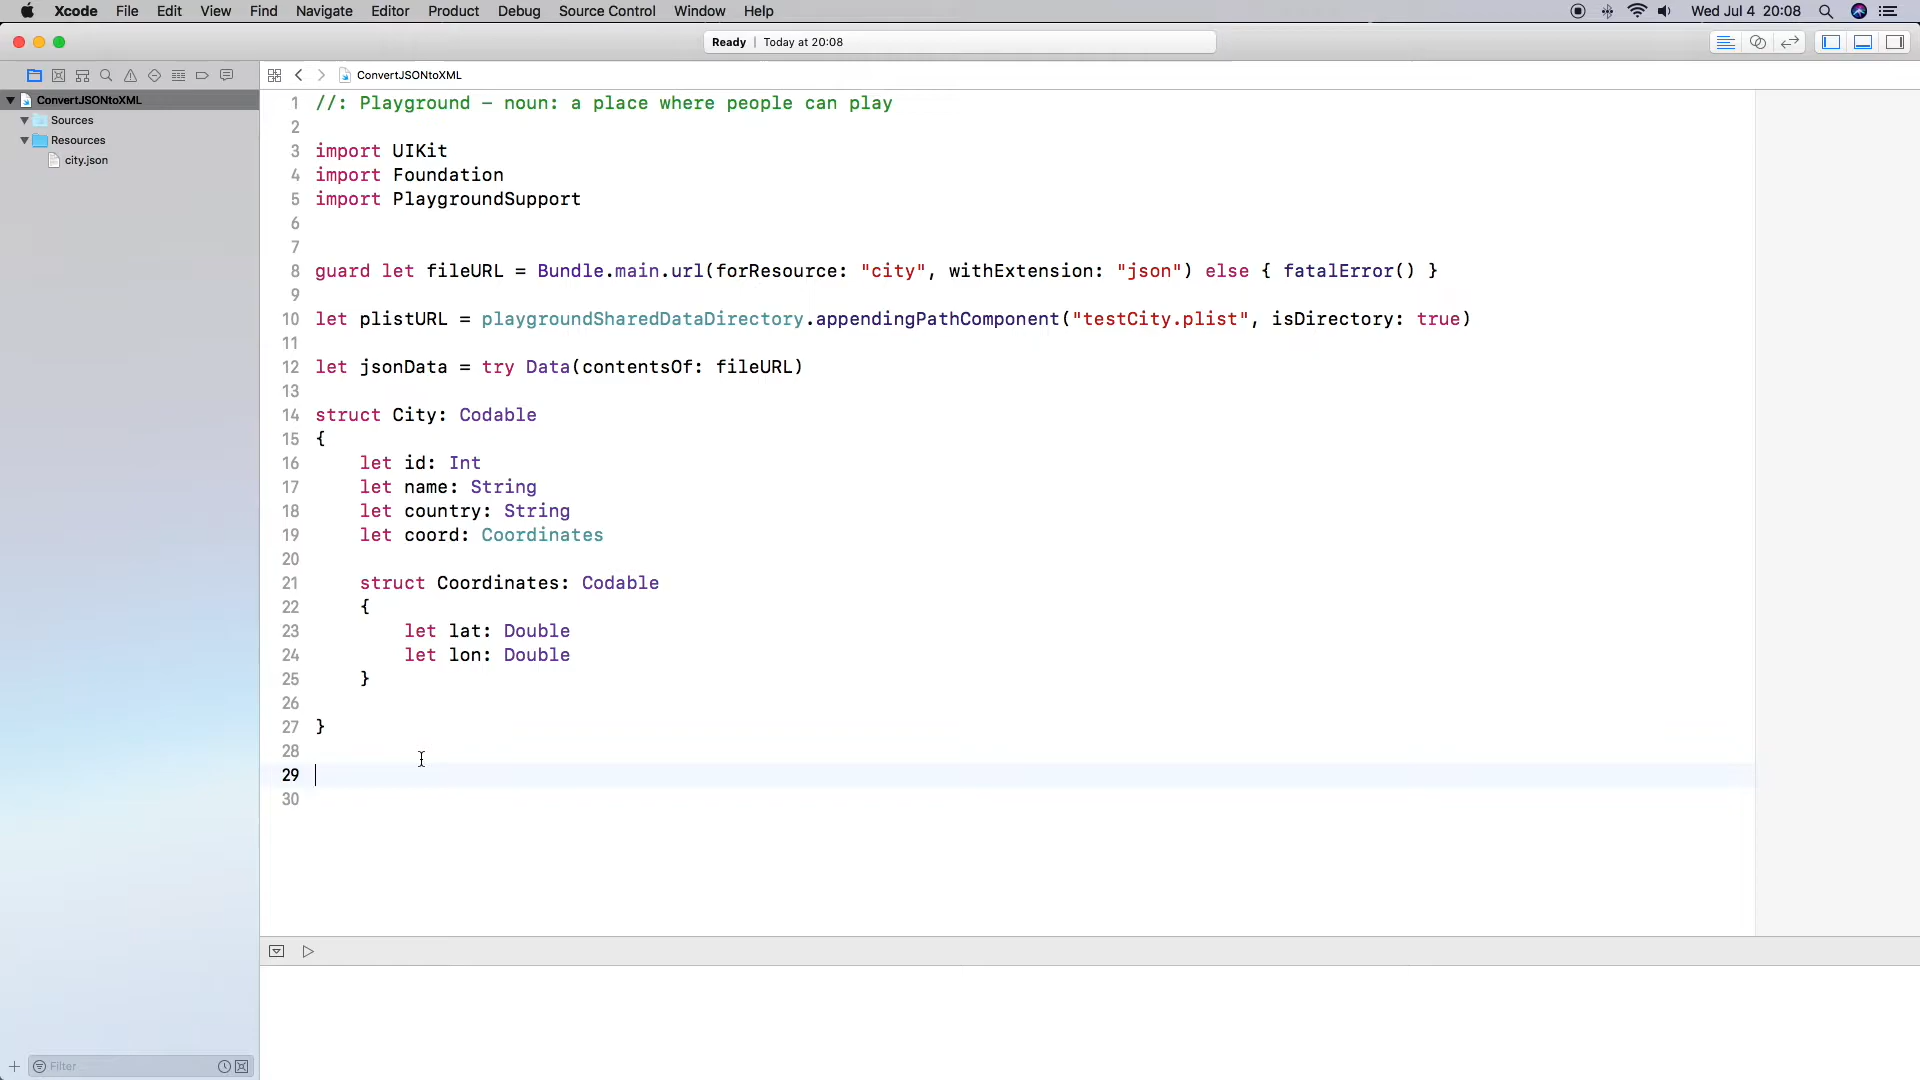 Xcode File Edit View Find Navigate Editor Product Debug Source Control Window Help Wed Jul 4 20:08
Ready | Today at 20:08
ConvertJSONtoXML
ConvertJSONtoXML
Sources
Resources
city.json
Filter
1 //: Playground - noun: a place where people can play
2
3 import UIKit
4 import Foundation
5 import PlaygroundSupport
6
7
8 guard let fileURL = Bundle.main.url(forResource: "city", withExtension: "json") else { fatalError() }
9
10 let plistURL = playgroundSharedDataDirectory.appendingPathComponent("testCity.plist", isDirectory: true)
11
12 let jsonData = try Data(contentsOf: fileURL)
13
14 struct City: Codable
15 {
16 let id: Int
17 let name: String
18 let country: String
19 let coord: Coordinates
20
21 struct Coordinates: Codable
22 {
23 let lat: Double
24 let lon: Double
25 }
26
27 }
28
29
30